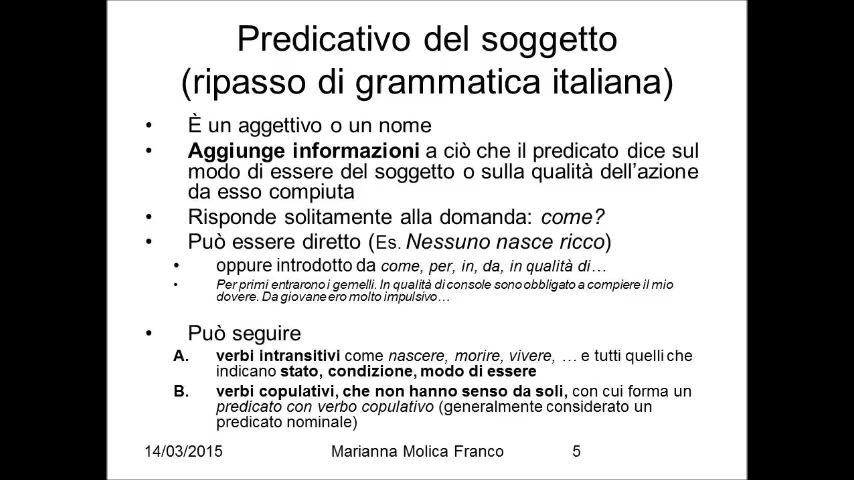 Predicativo del soggetto
(ripasso di grammatica italiana)
• È un aggettivo o un nome
• Aggiunge informazioni a ciò che il predicato dice sul
modo di essere del soggetto o sulla qualità dell'azione
da esso compiuta
• Risponde solitamente alla domanda: come?
• Può essere diretto (Es. Nessuno nasce ricco)
• oppure introdotto da come, per, in, da, in qualità di…
• Per primi entrarono i gemelli. In qualità di console sono obbligato a compiere il mio
dovere. Da giovane ero molto impulsivo…
• Può seguire
A. verbi intransitivi come nascere, morire, vivere, … e tutti quelli che
indicano stato, condizione, modo di essere
B. verbi copulativi, che non hanno senso da soli, con cui forma un
predicato con verbo copulativo (generalmente considerato un
predicato nominale)
14/03/2015 Marianna Molica Franco 5